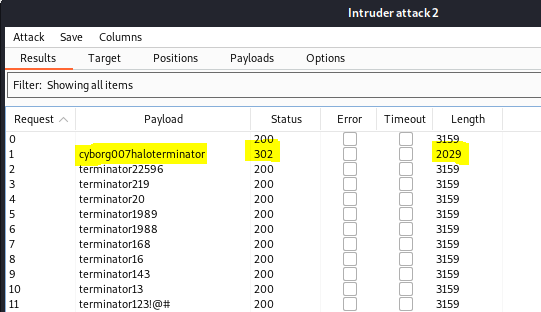 Intruder attack 2
Attack Save Columns
Results Target Positions Payloads Options
Filter: Showing all items
Request Payload Status Error Timeout Length
0 200 3159
1 cyborg007haloterminator 302 2029
2 terminator22596 200 3159
3 terminator219 200 3159
4 terminator20 200 3159
5 terminator1989 200 3159
6 terminator1988 200 3159
7 terminator168 200 3159
8 terminator16 200 3159
9 terminator143 200 3159
10 terminator13 200 3159
11 terminator123!@# 200 3159